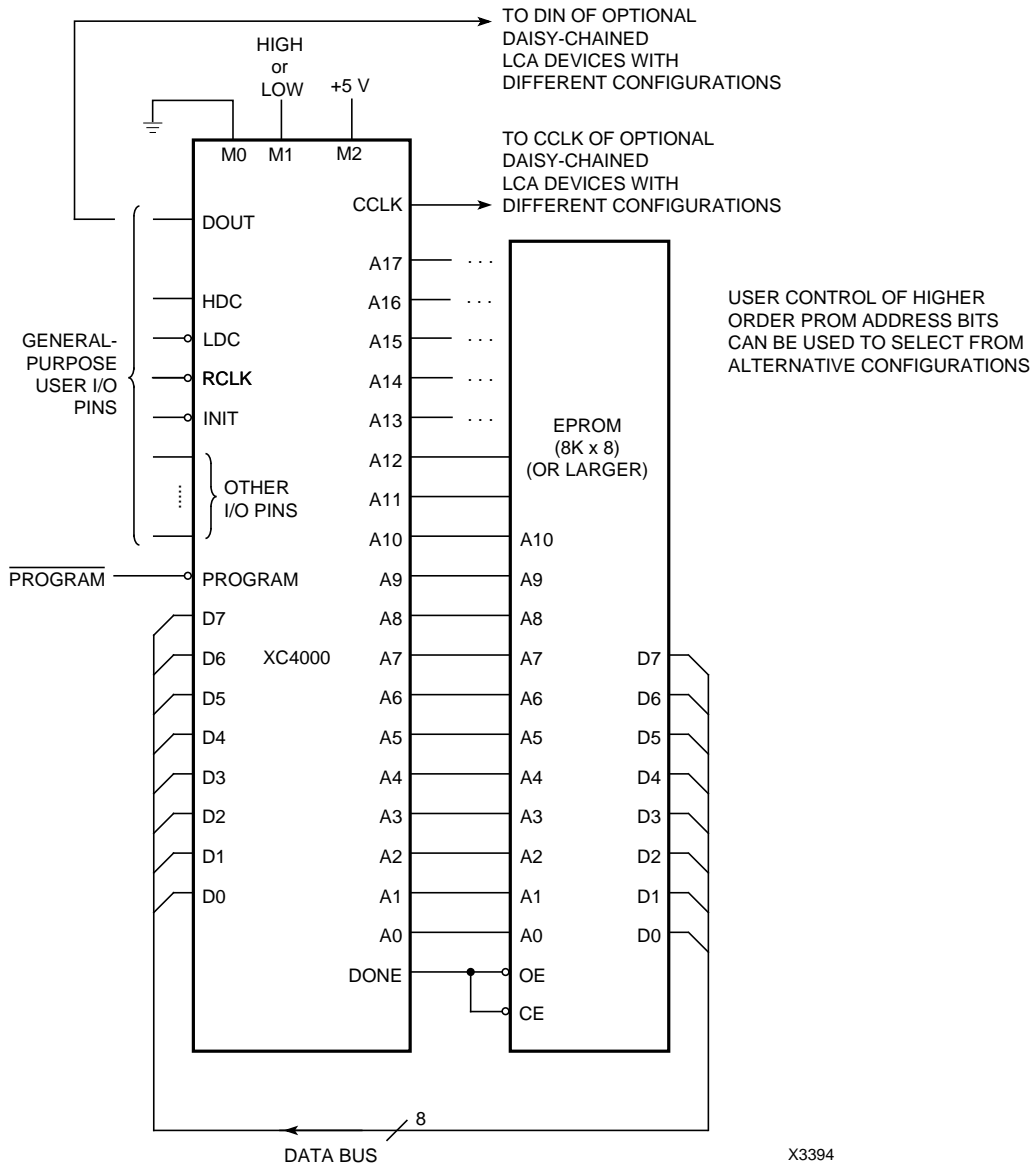 TO DIN OF OPTIONAL
DAISY-CHAINED
LCA DEVICES WITH
DIFFERENT CONFIGURATIONS
HIGH
or
LOW
+5 V
TO CCLK OF OPTIONAL
DAISY-CHAINED
LCA DEVICES WITH
DIFFERENT CONFIGURATIONS
M0
M1
M2
CCLK
DOUT
A17 . . .
HDC
A16 . . .
USER CONTROL OF HIGHER
ORDER PROM ADDRESS BITS
CAN BE USED TO SELECT FROM
ALTERNATIVE CONFIGURATIONS
GENERAL-
PURPOSE
USER I/O
PINS
LDC
A15 . . .
RCLK
A14 . . .
INIT
A13 . . .
EPROM
(8K x 8)
(OR LARGER)
A12
OTHER
I/O PINS
A11
A10
A10
PROGRAM
PROGRAM
A9
A9
D7
A8
A8
D6
XC4000
A7
A7
D7
D5
A6
A6
D6
D4
A5
A5
D5
D3
A4
A4
D4
D2
A3
A3
D3
D1
A2
A2
D2
D0
A1
A1
D1
A0
A0
D0
DONE
OE
CE
8
DATA BUS
X3394